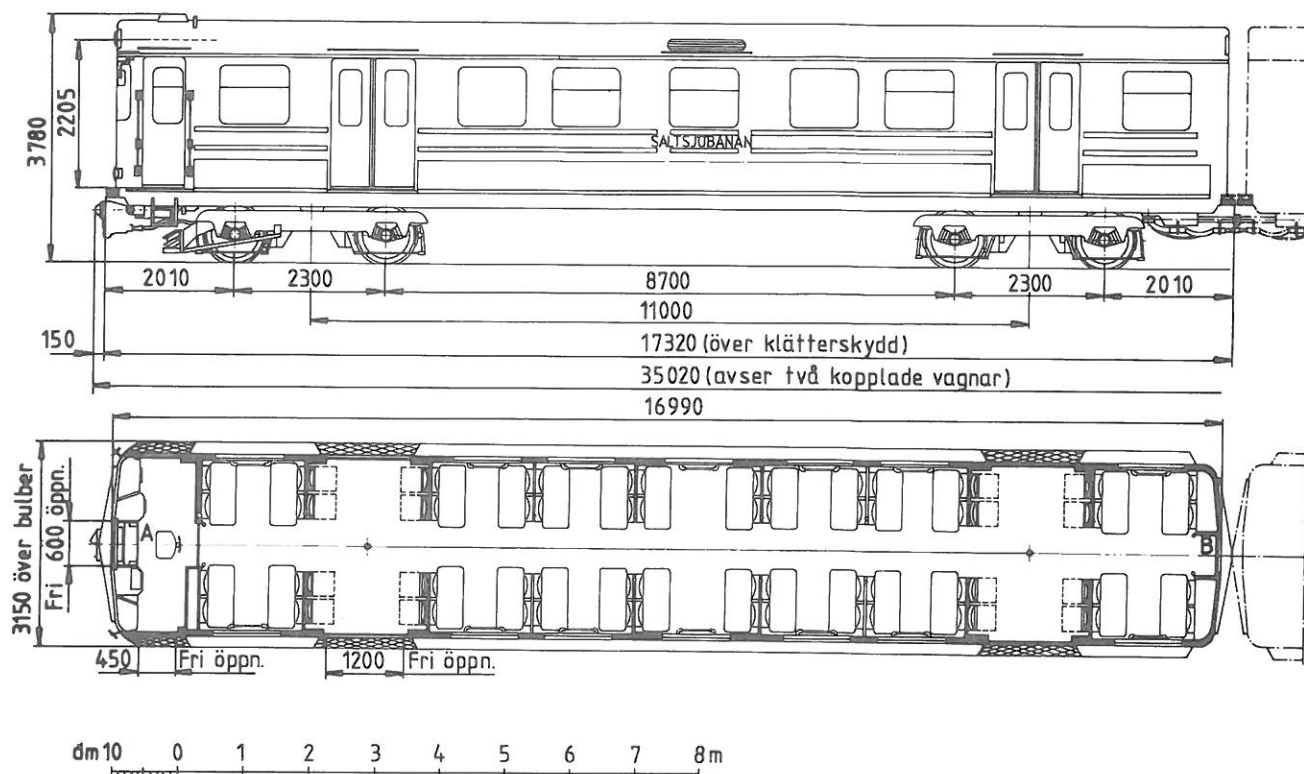 3780
2205
SALTSJÖBANAN
2010
2300
8700
2300
2010
11000
150
17320 (över klätterskydd)
35020 (avser två kopplade vagnar)
16990
3150 över bulber
Fri 600 öppn.
A
B
450
Fri öppn.
1200
Fri öppn.
dm 10 0 1 2 3 4 5 6 7 8 m